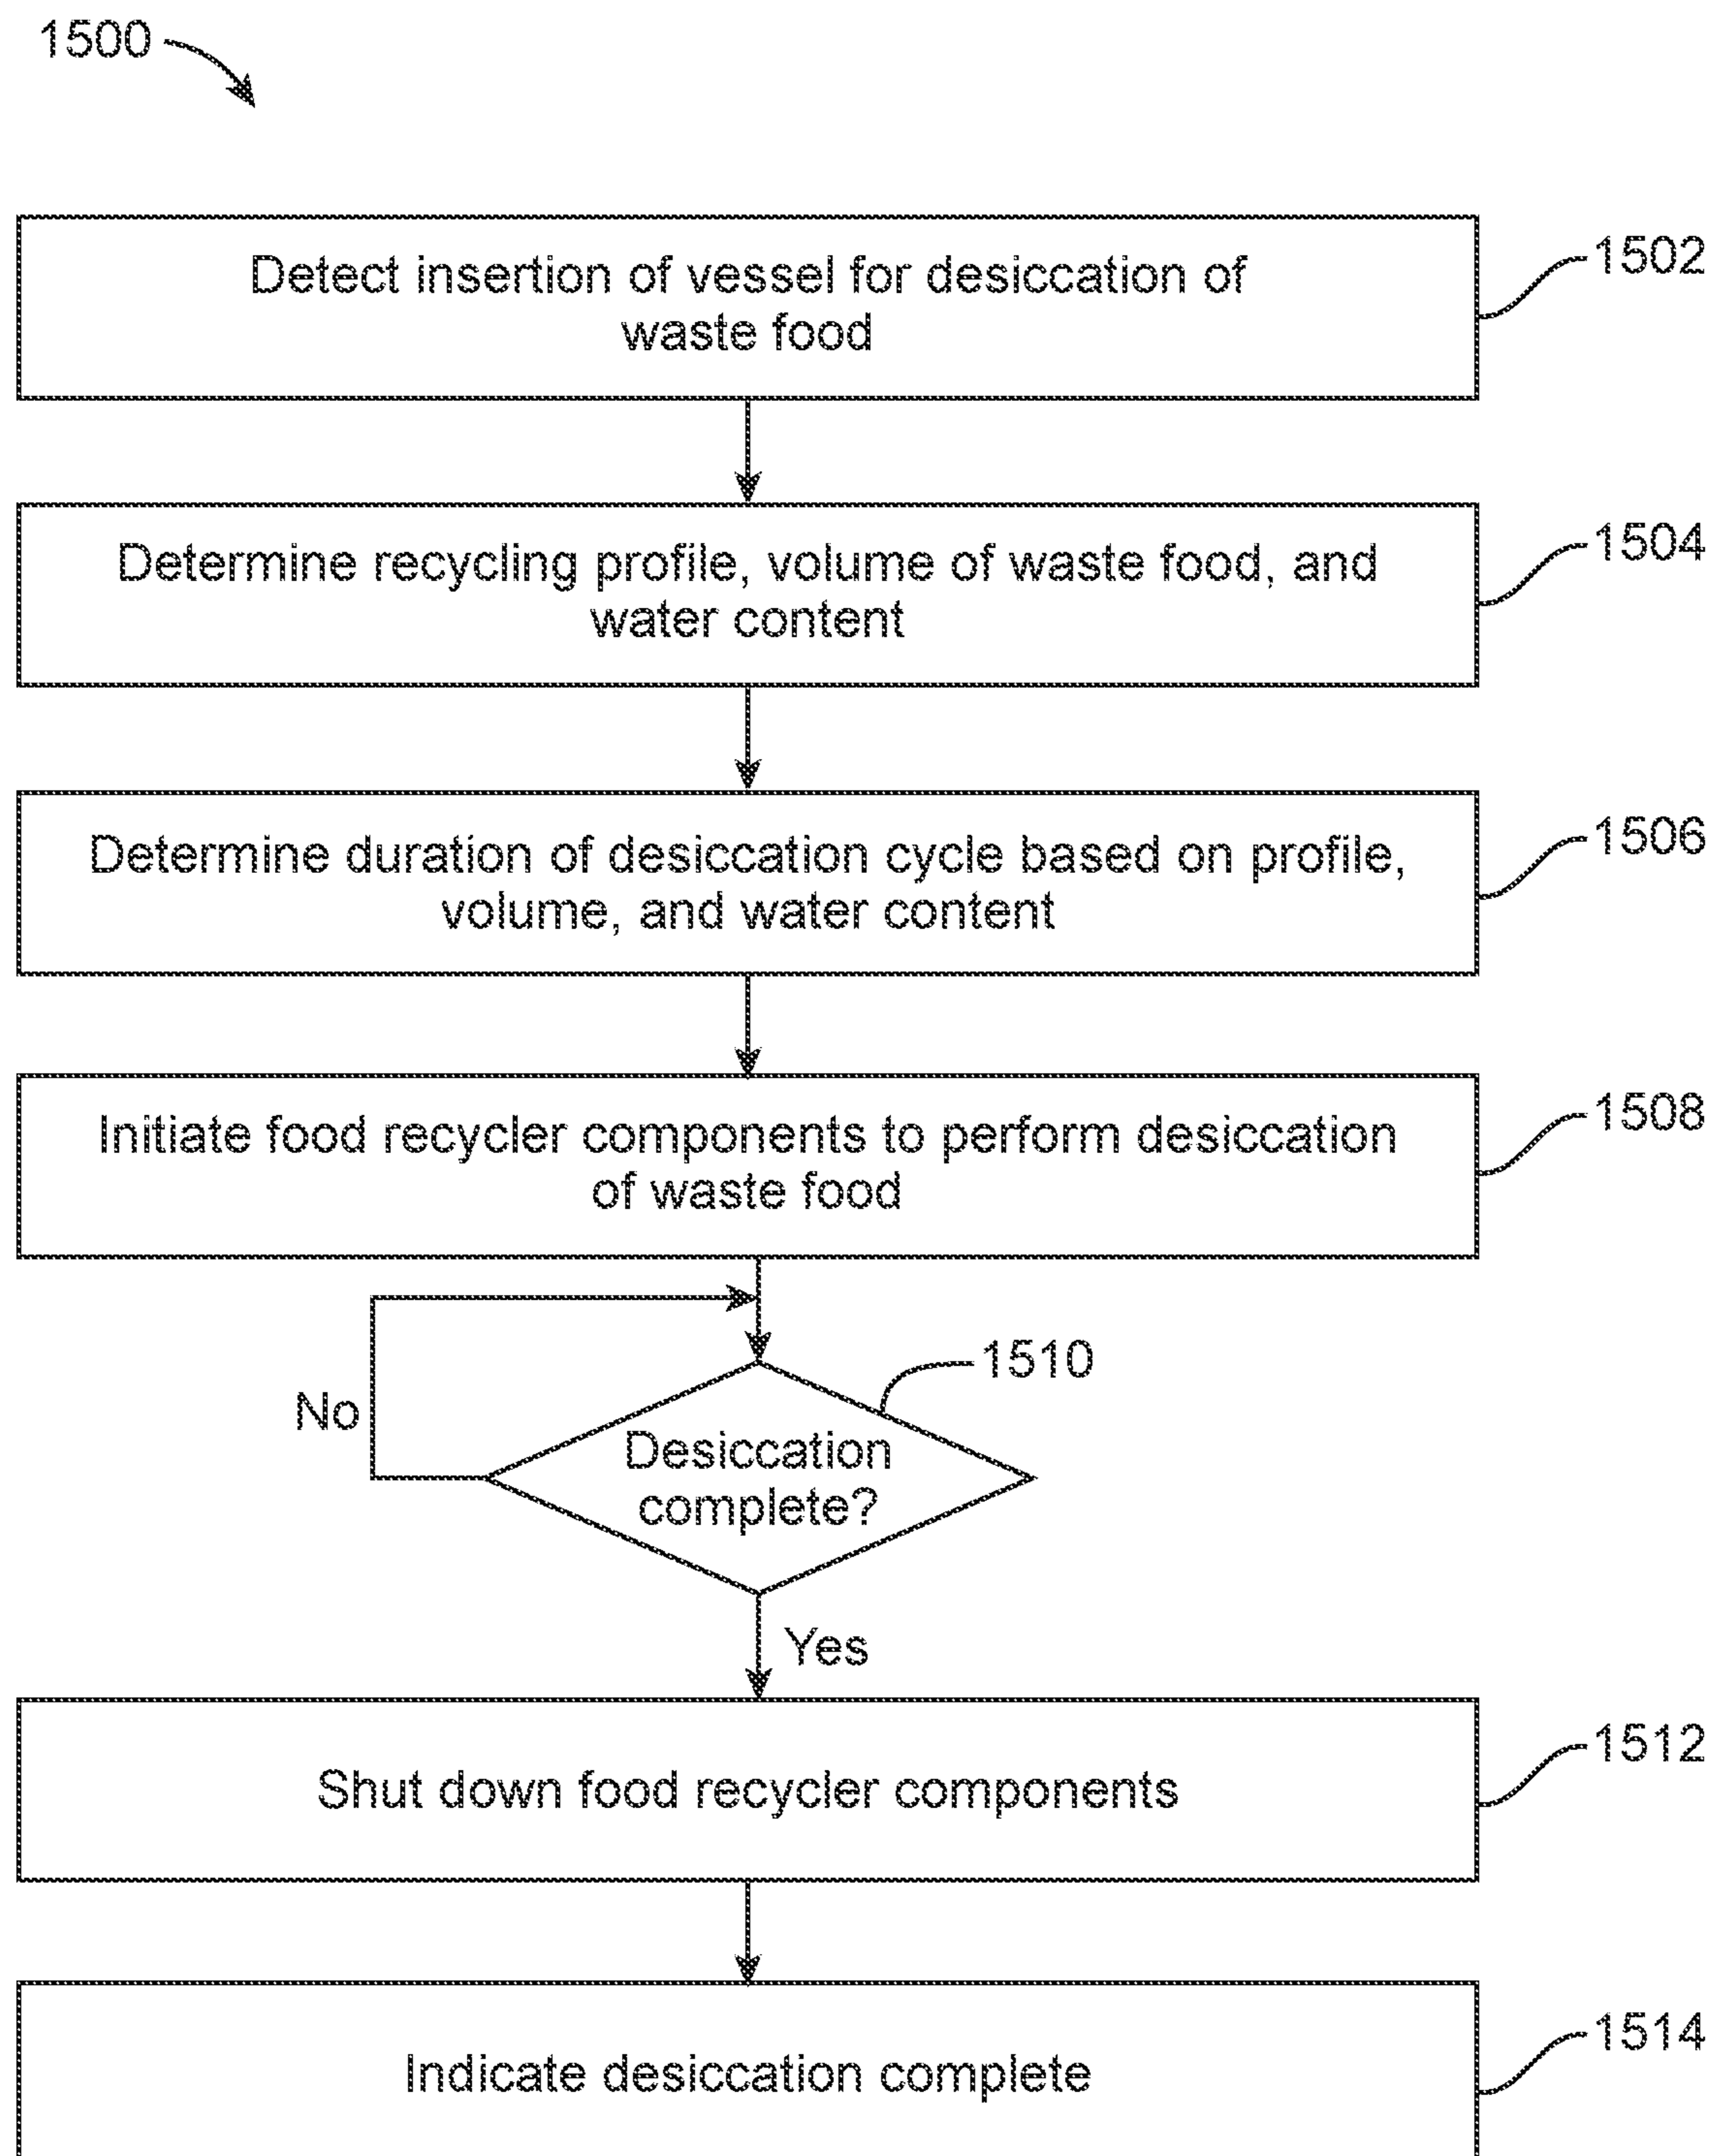 1500
Detect insertion of vessel for desiccation of
waste food
1502
Determine recycling profile, volume of waste food, and
water content
1504
Determine duration of desiccation cycle based on profile,
volume, and water content
1506
Initiate food recycler components to perform desiccation
of waste food
1508
No
Desiccation
complete?
1510
Yes
Shut down food recycler components
1512
Indicate desiccation complete
1514